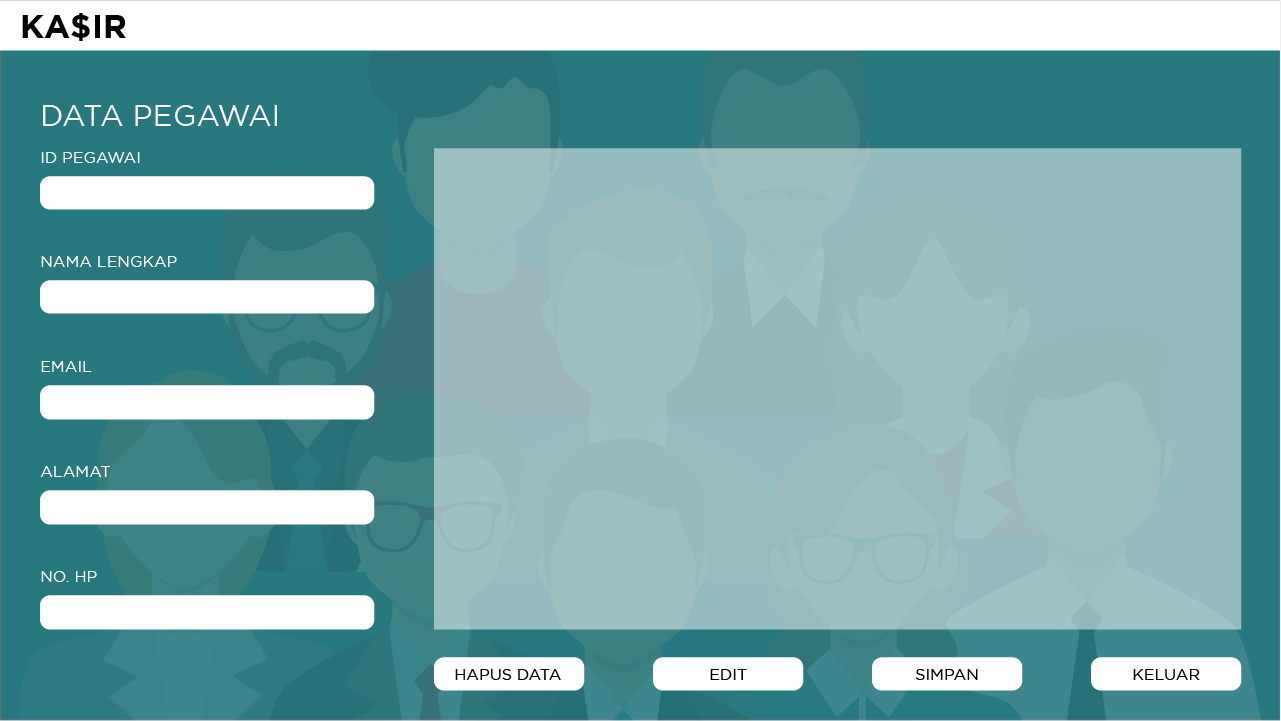 KA$IR
DATA PEGAWAI
ID PEGAWAI
NAMA LENGKAP
EMAIL
ALAMAT
NO. HP
HAPUS DATA
EDIT
SIMPAN
KELUAR